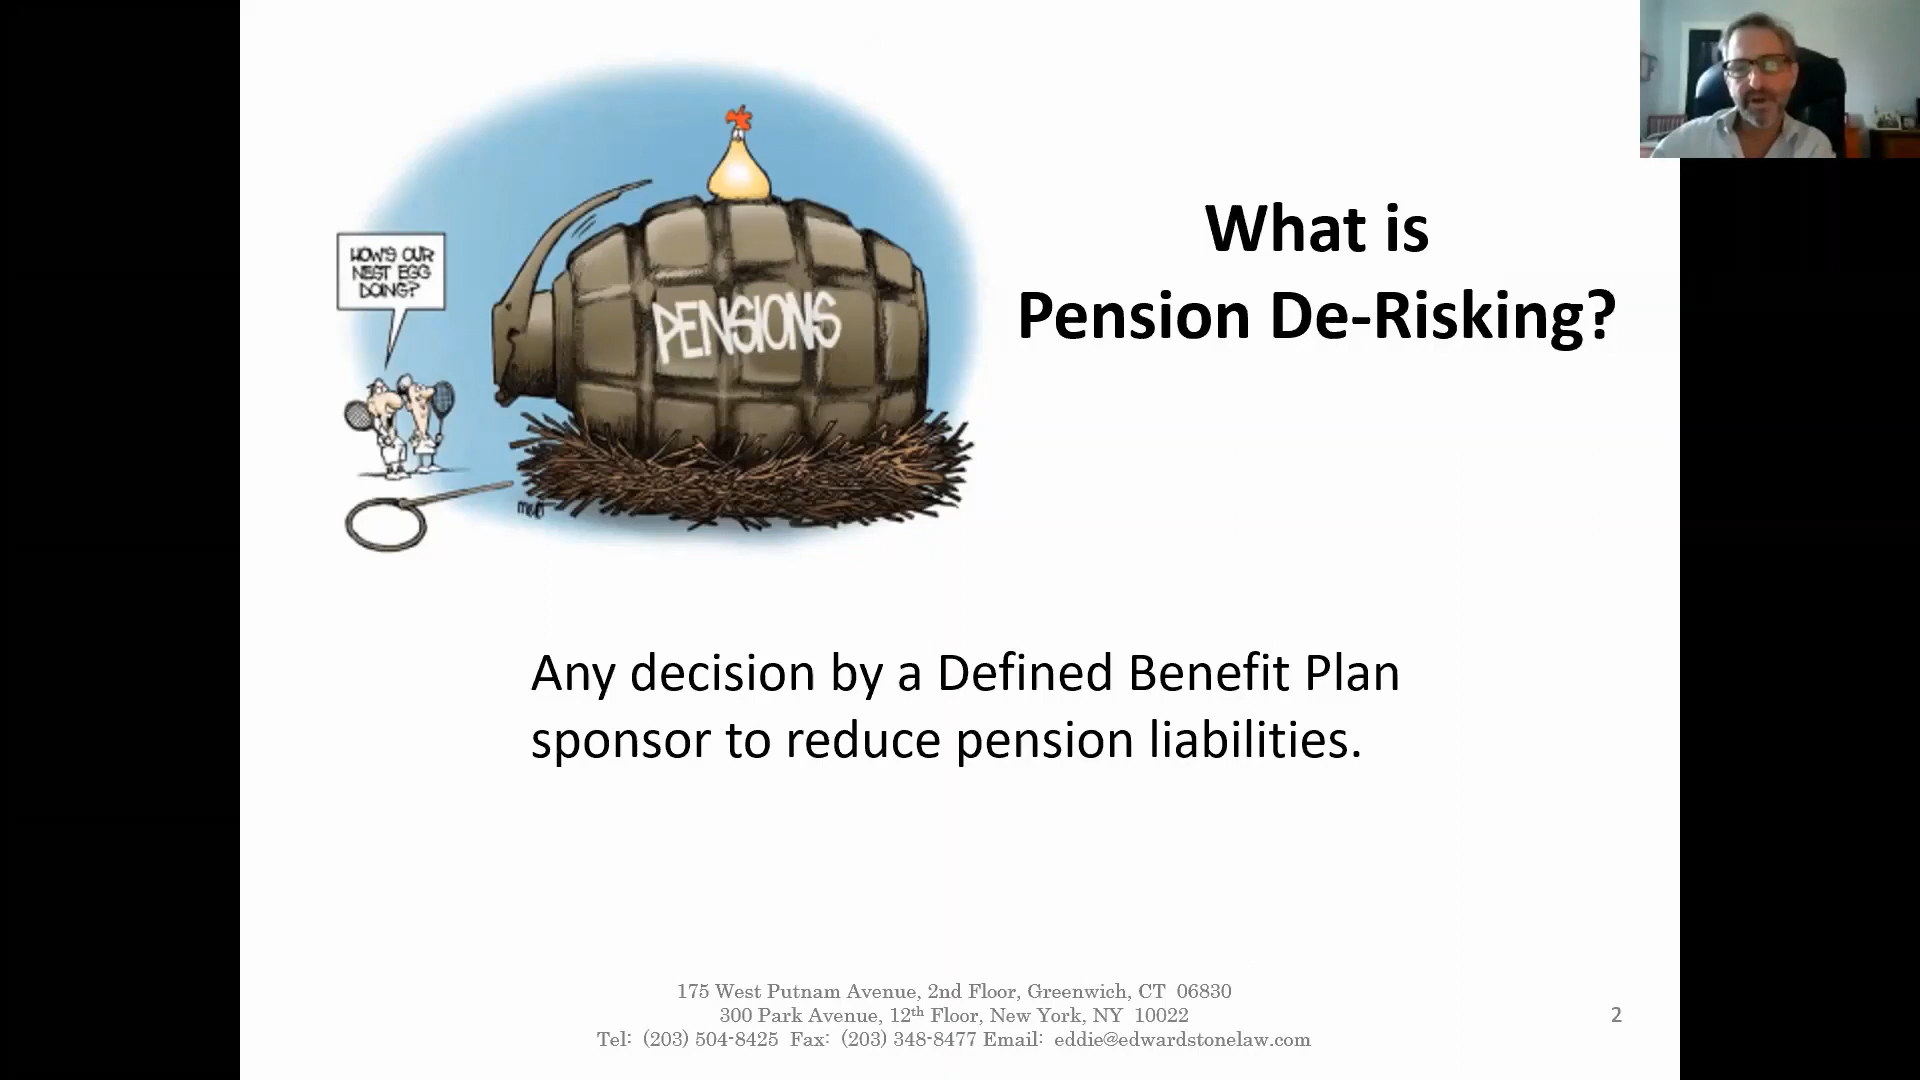 HOW'S OUR
NEST EGG
DOING?
PENSIONS
What is
Pension De-Risking?
Any decision by a Defined Benefit Plan
sponsor to reduce pension liabilities.
175 West Putnam Avenue, 2nd Floor, Greenwich, CT 06830
300 Park Avenue, 12th Floor, New York, NY 10022
Tel: (203) 504-8425 Fax: (203) 348-8477 Email: eddie@edwardstonelaw.com
2